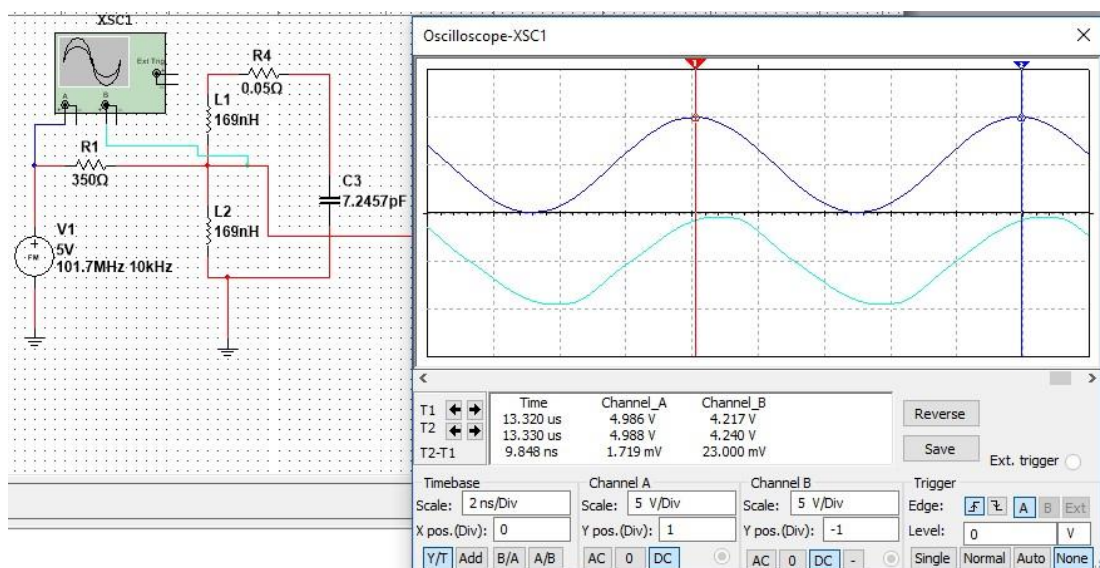 XSC1
Ext Trig
A
B
R4
0.05Ω
L1
169nH
R1
350Ω
C3
7.2457pF
L2
169nH
V1
5V
FM
101.7MHz 10kHz
Oscilloscope-XSC1
1
2
T1
T2
T2-T1
Time Channel_A Channel_B
13.320 us 4.986 V 4.217 V
13.330 us 4.988 V 4.240 V
9.848 ns 1.719 mV 23.000 mV
Reverse
Save
Ext. trigger
Timebase
Scale: 2 ns/Div
X pos.(Div): 0
Y/T Add B/A A/B
Channel A
Scale: 5 V/Div
Y pos.(Div): 1
AC 0 DC
Channel B
Scale: 5 V/Div
Y pos.(Div): -1
AC 0 DC -
Trigger
Edge: A B Ext
Level: 0 V
Single Normal Auto None